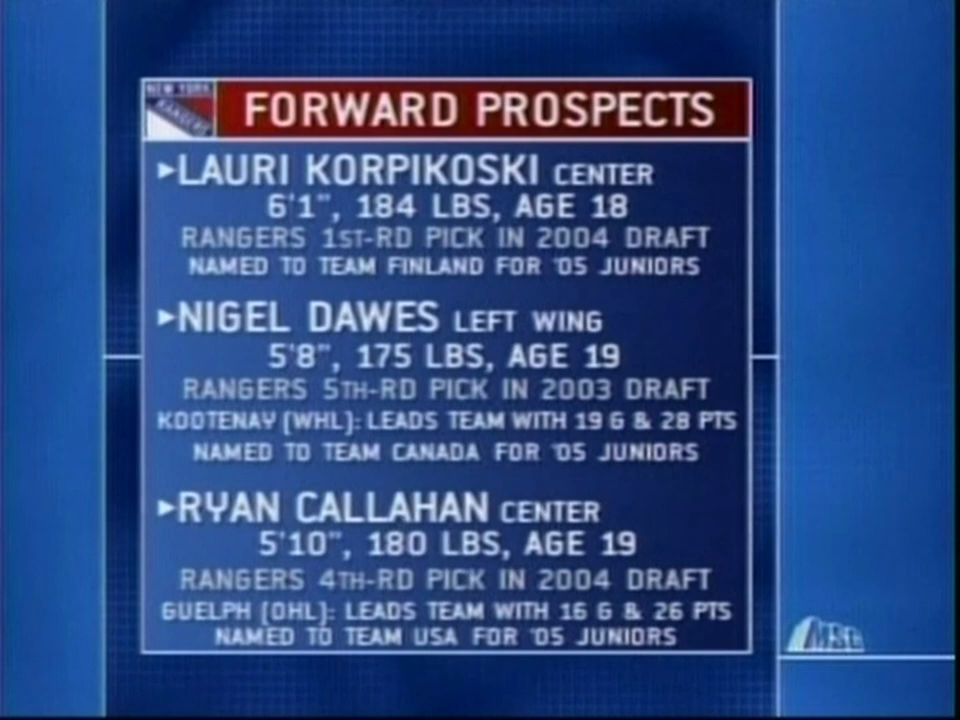 NEW YORK
RANGERS
FORWARD PROSPECTS
►LAURI KORPIKOSKI CENTER
6'1", 184 LBS, AGE 18
RANGERS 1ST-RD PICK IN 2004 DRAFT
NAMED TO TEAM FINLAND FOR '05 JUNIORS
►NIGEL DAWES LEFT WING
5'8", 175 LBS, AGE 19
RANGERS 5TH-RD PICK IN 2003 DRAFT
KOOTENAY (WHL): LEADS TEAM WITH 19 G & 28 PTS
NAMED TO TEAM CANADA FOR '05 JUNIORS
►RYAN CALLAHAN CENTER
5'10", 180 LBS, AGE 19
RANGERS 4TH-RD PICK IN 2004 DRAFT
GUELPH (OHL): LEADS TEAM WITH 16 G & 26 PTS
NAMED TO TEAM USA FOR '05 JUNIORS
MSG